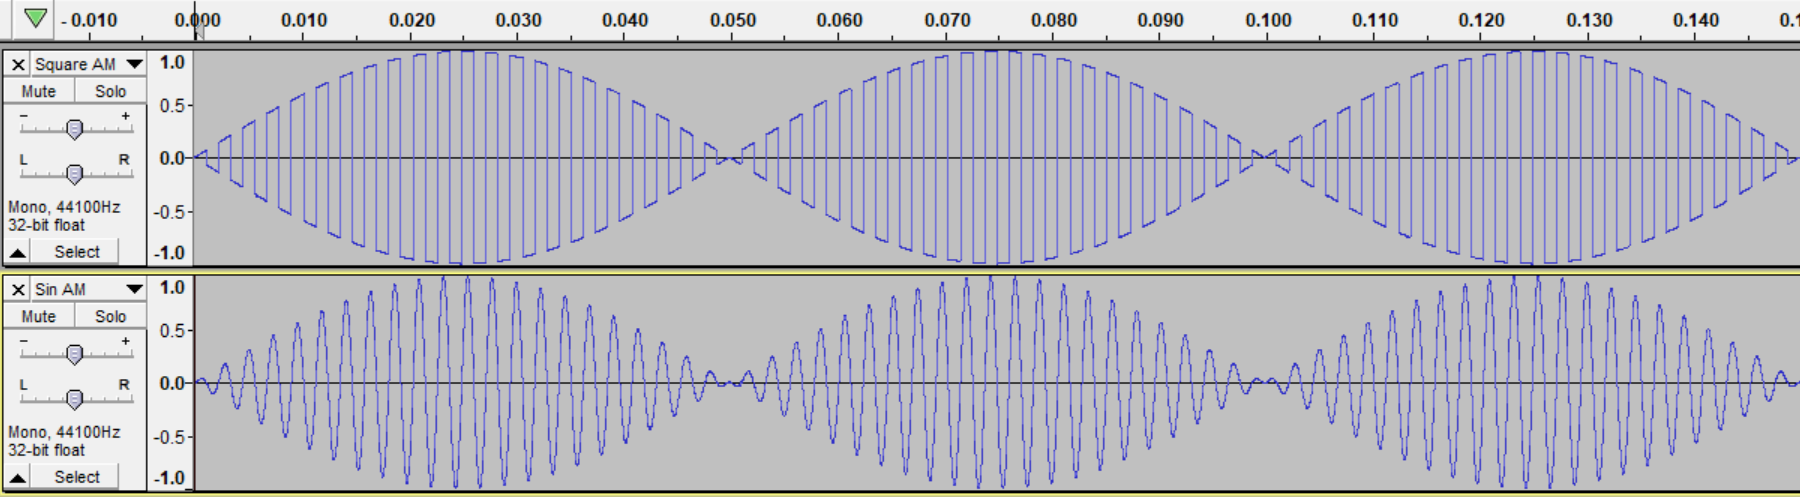 - 0.010 0.000 0.010 0.020 0.030 0.040 0.050 0.060 0.070 0.080 0.090 0.100 0.110 0.120 0.130 0.140 0.1
X Square AM 1.0
Mute Solo
- + 0.5
L R 0.0
Mono, 44100Hz
32-bit float -0.5
Select -1.0
X Sin AM 1.0
Mute Solo
- + 0.5
L R 0.0
Mono, 44100Hz
32-bit float -0.5
Select -1.0